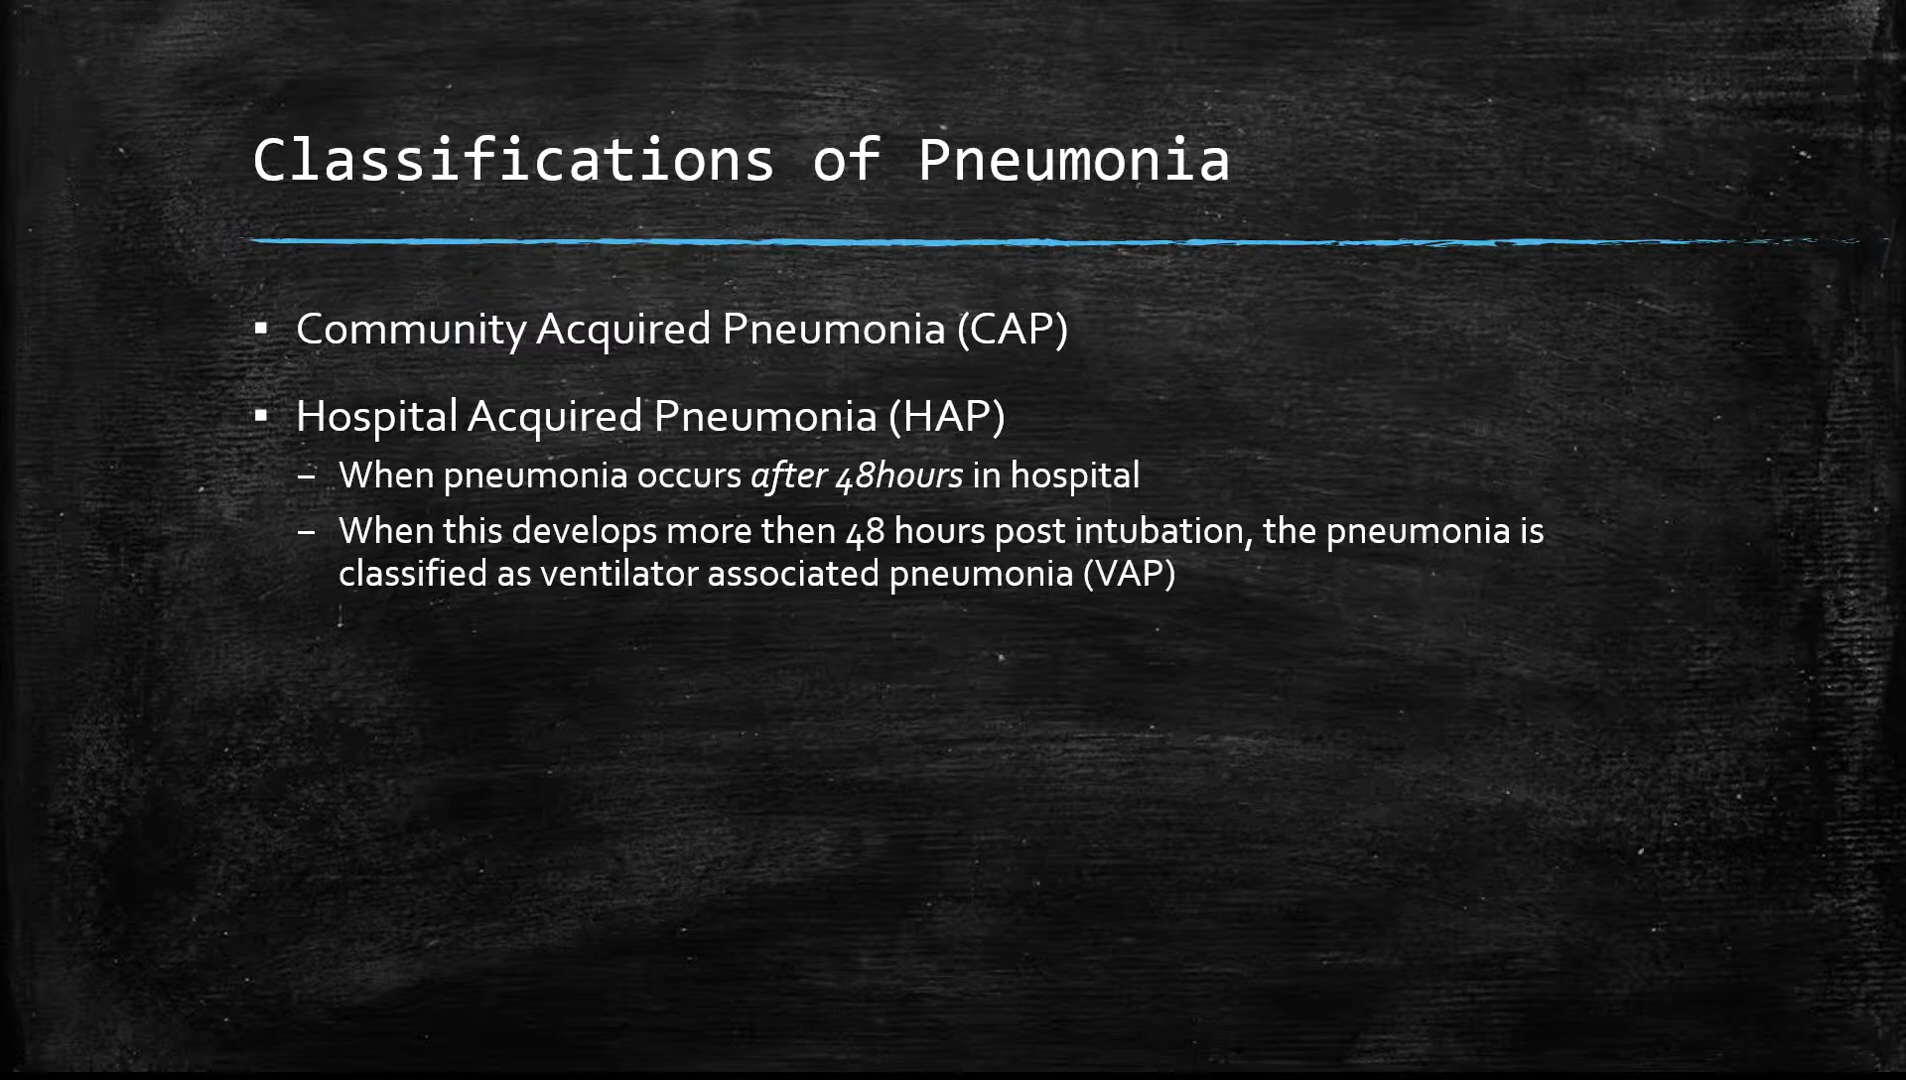 Classifications of Pneumonia
▪ Community Acquired Pneumonia (CAP)
▪ Hospital Acquired Pneumonia (HAP)
– When pneumonia occurs after 48hours in hospital
– When this develops more then 48 hours post intubation, the pneumonia is
classified as ventilator associated pneumonia (VAP)